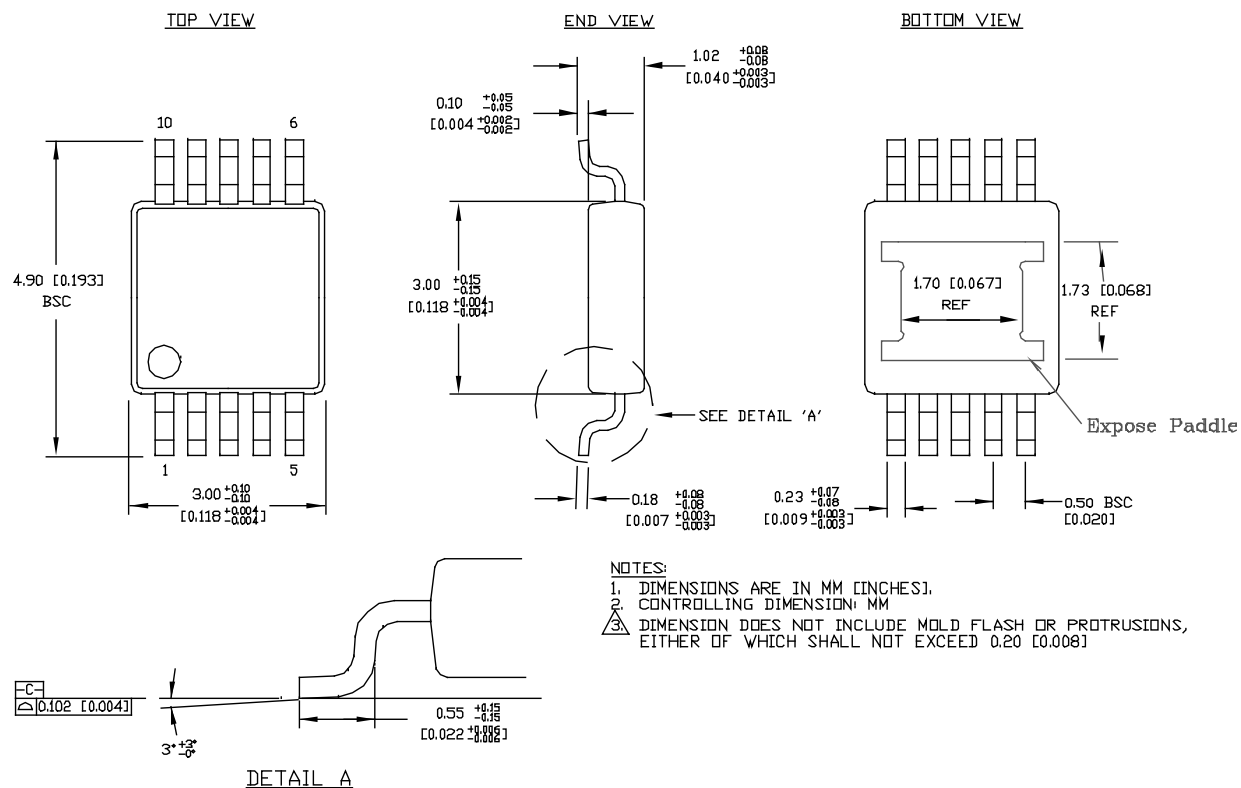 TOP VIEW
END VIEW
BOTTOM VIEW
1.02 +0.08 -0.08
[0.040 +0.003 -0.003]
0.10 +0.05 -0.05
[0.004 +0.002 -0.002]
10
6
4.90 [0.193]
BSC
3.00 +0.15 -0.15
[0.118 +0.004 -0.004]
1.70 [0.067]
REF
1.73 [0.068]
REF
SEE DETAIL 'A'
Expose Paddle
1
5
3.00 +0.10 -0.10
[0.118 +0.004 -0.004]
0.18 +0.08 -0.08
[0.007 +0.003 -0.003]
0.23 +0.07 -0.08
[0.009 +0.003 -0.003]
0.50 BSC
[0.020]
NOTES:
1. DIMENSIONS ARE IN MM [INCHES].
2. CONTROLLING DIMENSION: MM
3. DIMENSION DOES NOT INCLUDE MOLD FLASH OR PROTRUSIONS,
EITHER OF WHICH SHALL NOT EXCEED 0.20 [0.008]
-C-
0.102 [0.004]
3° +3° -0°
0.55 +0.15 -0.15
[0.022 +0.006 -0.002]
DETAIL A